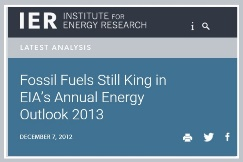 IER INSTITUTE FOR
ENERGY RESEARCH
LATEST ANALYSIS
Fossil Fuels Still King in
EIA's Annual Energy
Outlook 2013
DECEMBER 7, 2012